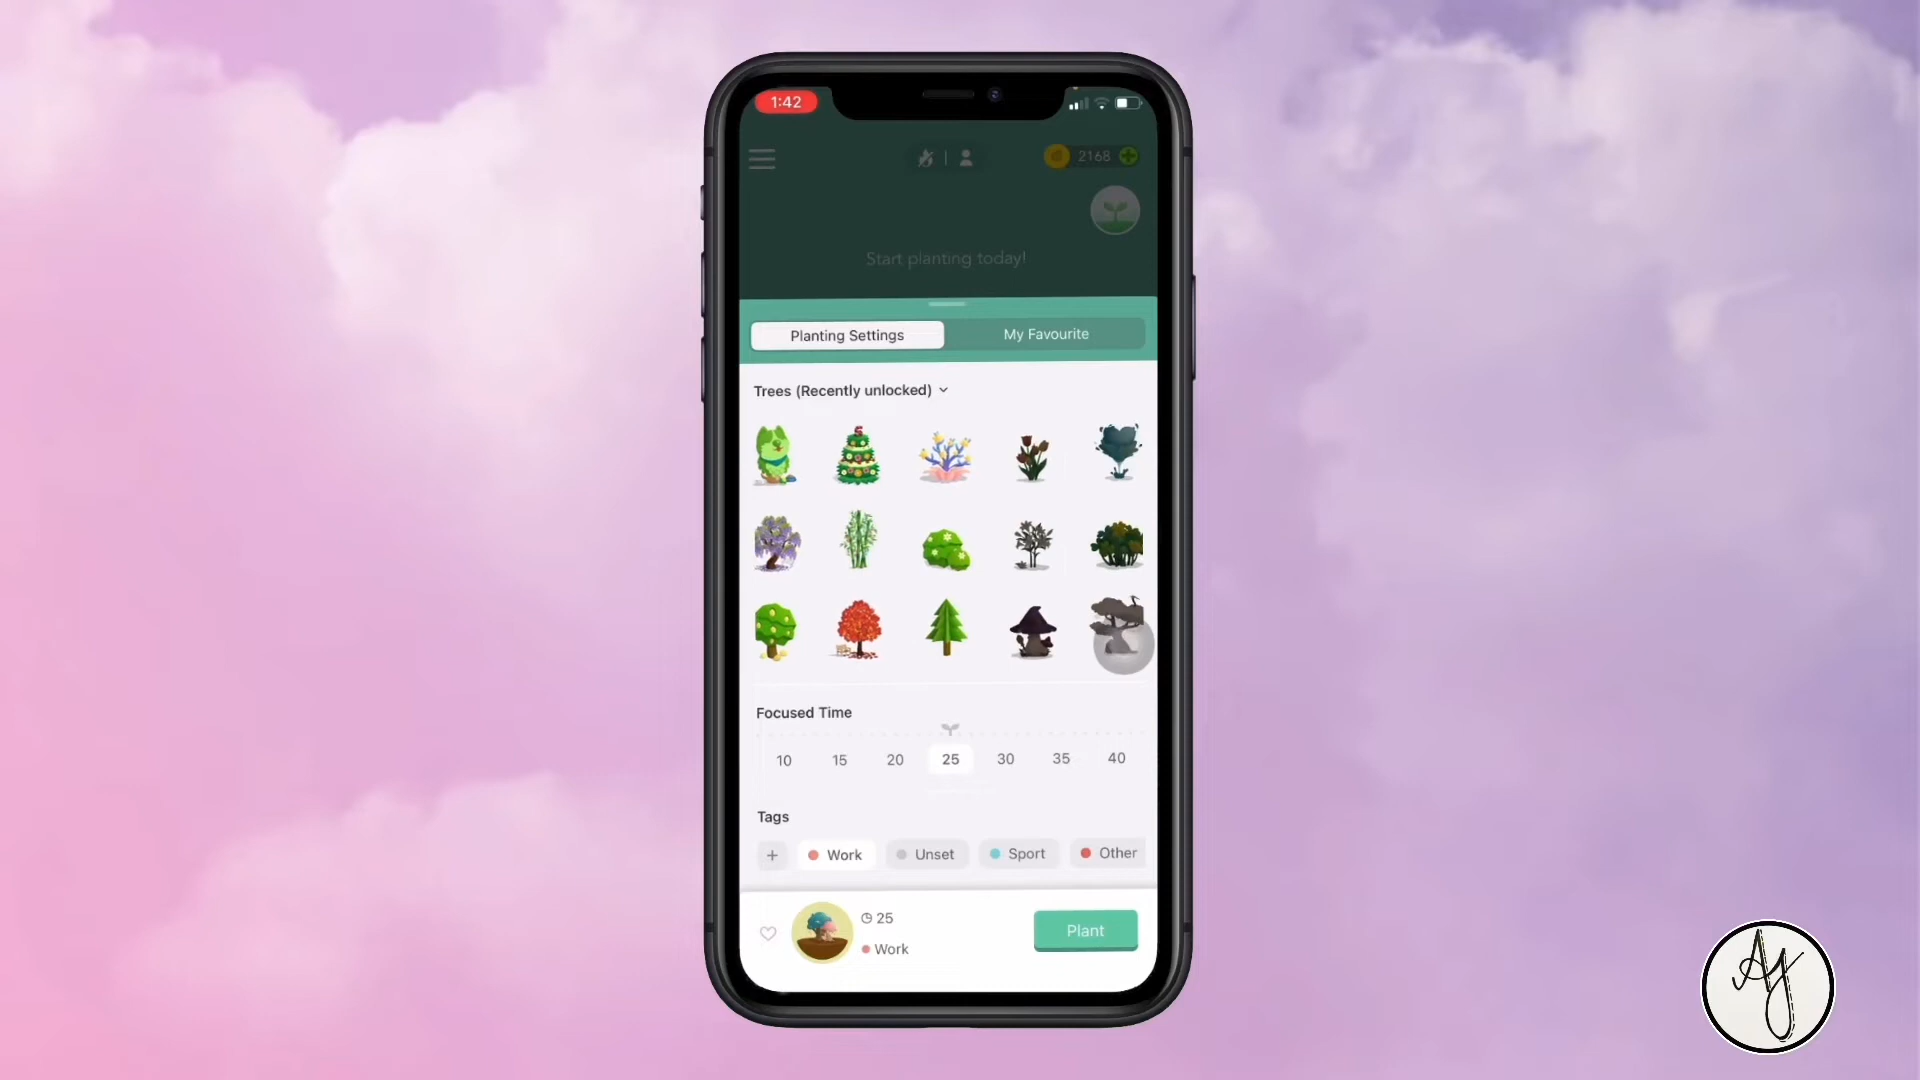 1:42
2168
Start planting today!
Planting Settings
My Favourite
Trees (Recently unlocked)
Focused Time
10 15 20 25 30 35 40
Tags
+ Work Unset Sport Other
25
Work
Plant